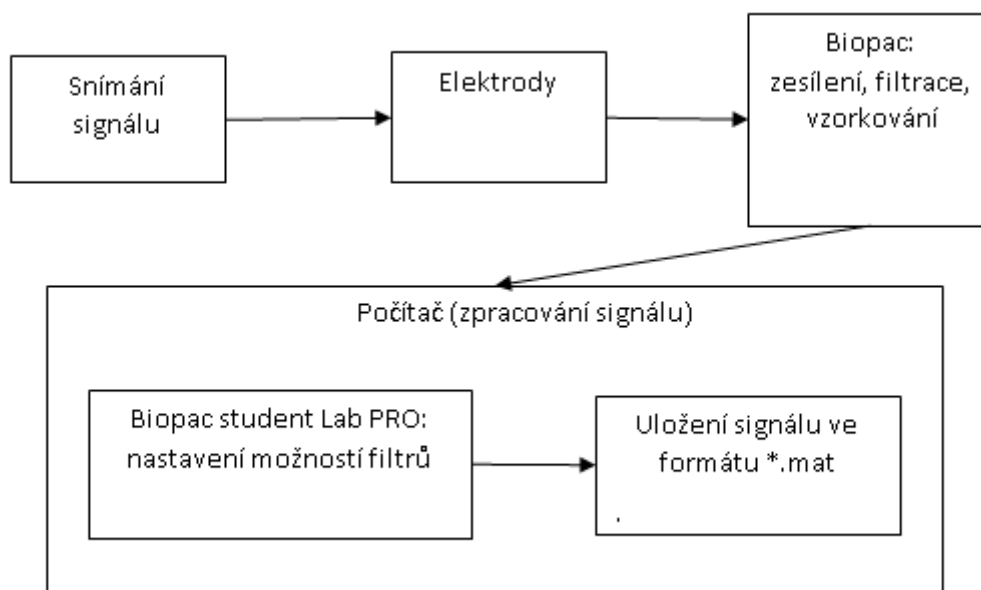 Snímání
signálu
Elektrody
Biopac:
zesílení, filtrace,
vzorkování
Počítač (zpracování signálu)
Biopac student Lab PRO:
nastavení možností filtrů
Uložení signálu ve
formátu *.mat
.